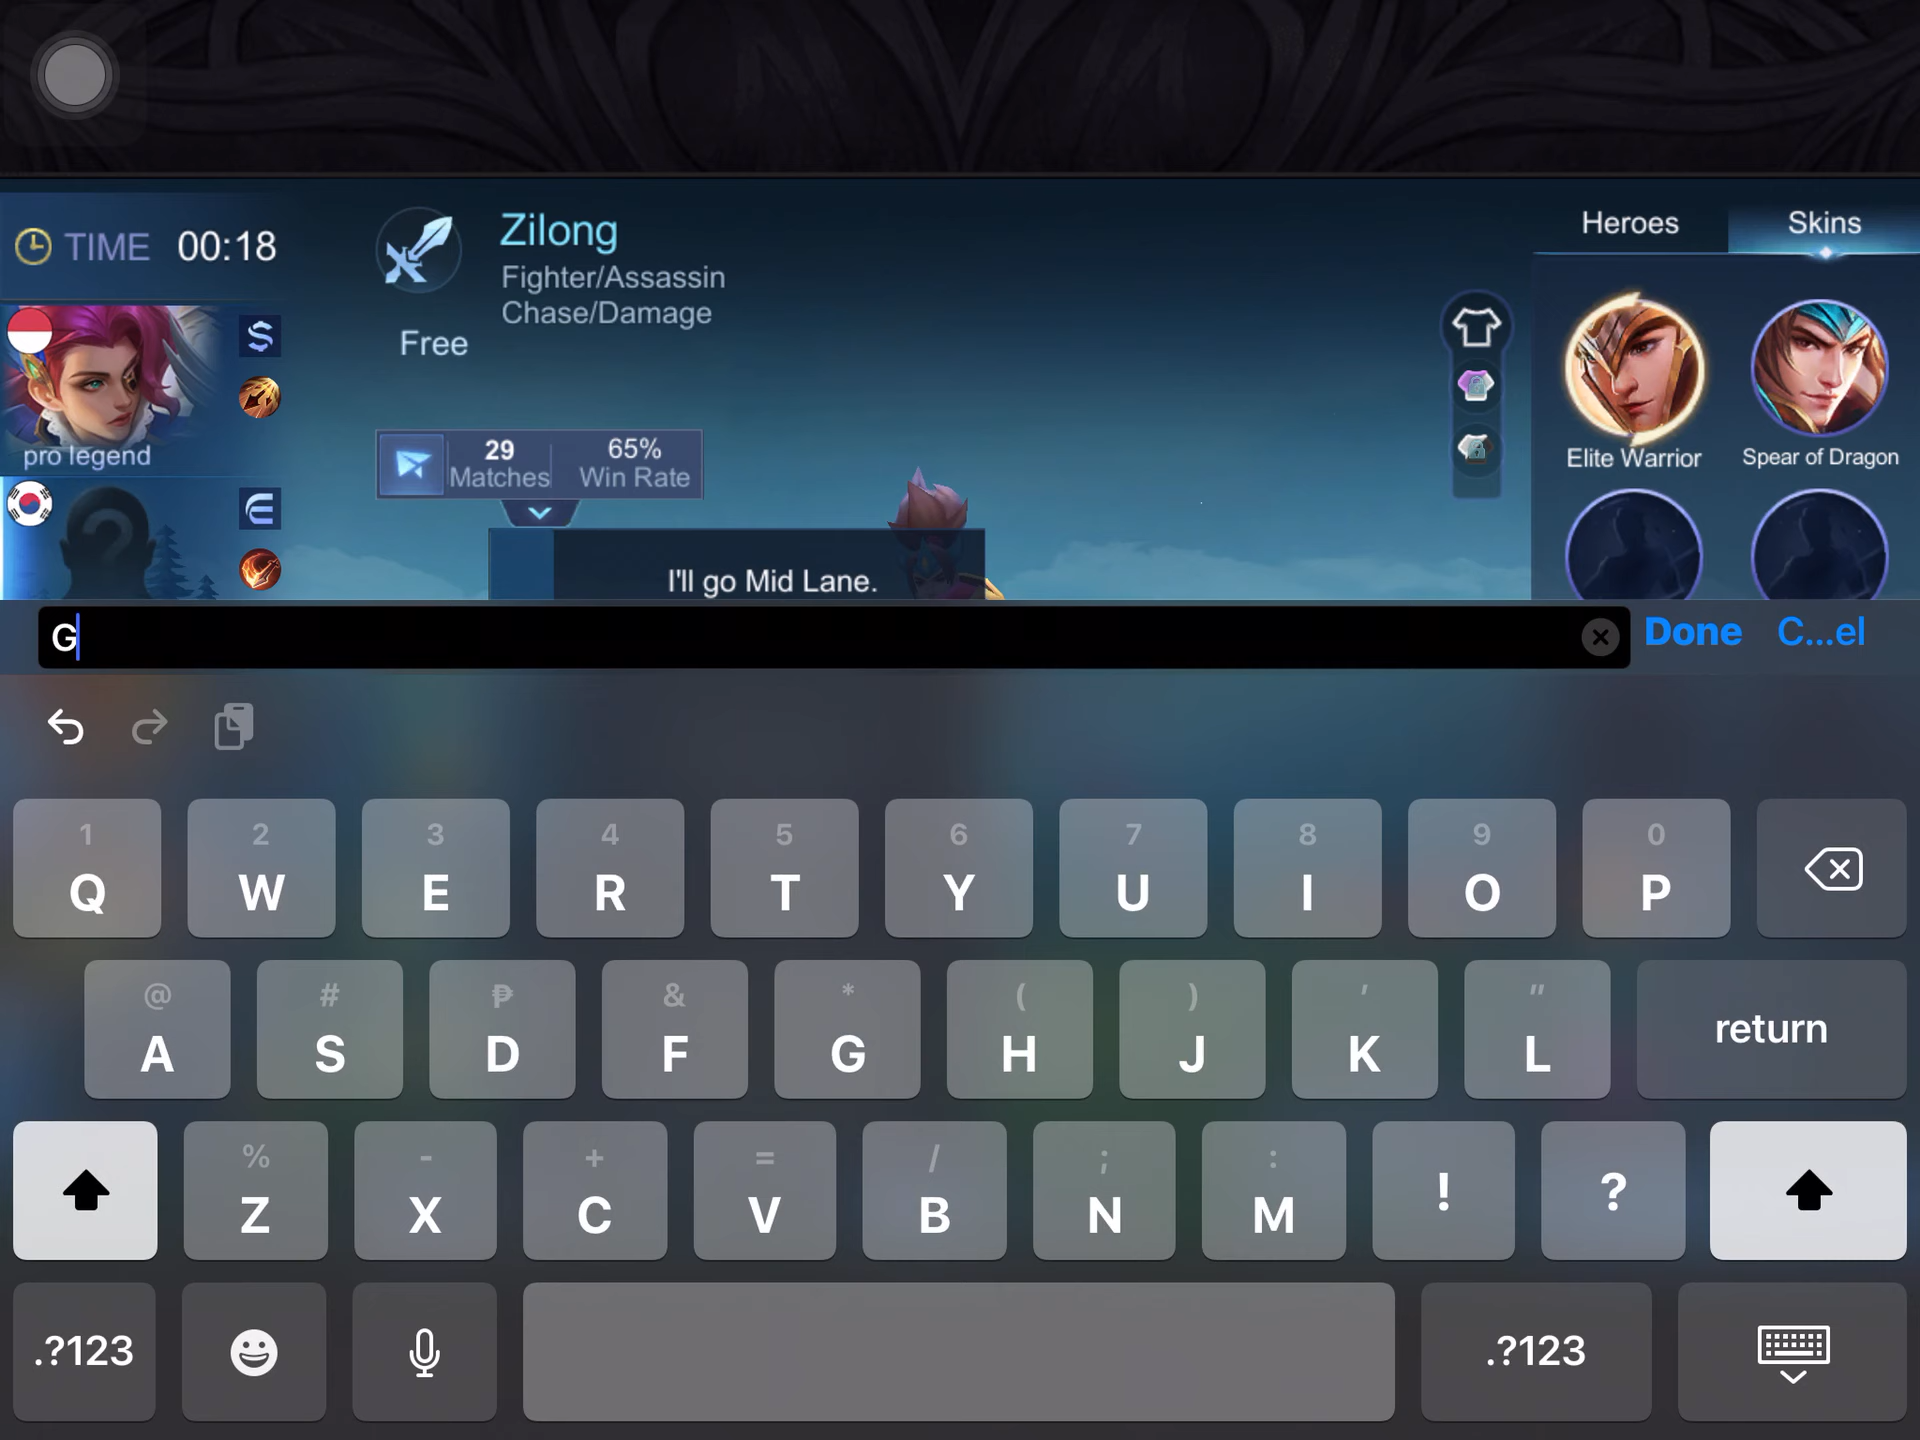 TIME 00:18
Zilong
Fighter/Assassin
Chase/Damage
Free
Heroes
Skins
pro legend
29
Matches
65%
Win Rate
Elite Warrior
Spear of Dragon
I'll go Mid Lane.
G
Done
C...el
1 2 3 4 5 6 7 8 9 0
Q W E R T Y U I O P
@ # ₱ & * ( ) ' "
A S D F G H J K L return
% - + = / ; :
Z X C V B N M ! ?
.?123 .?123